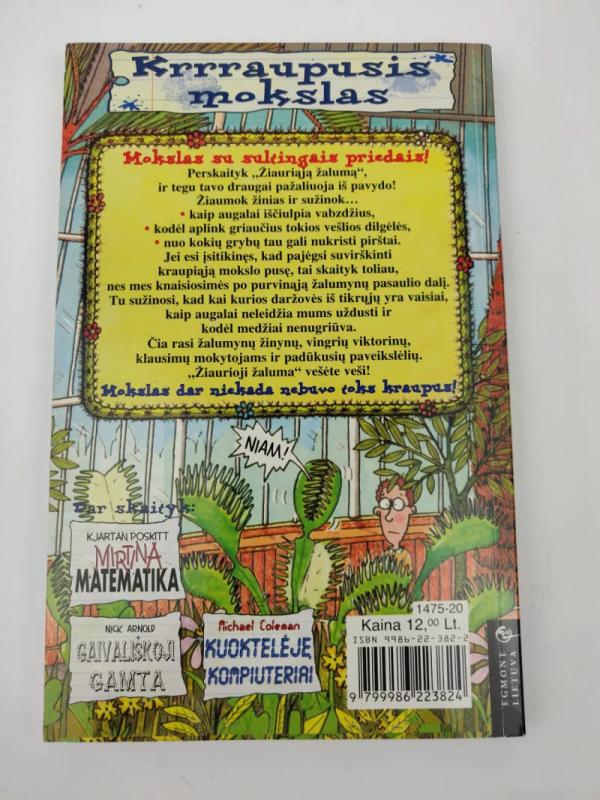 Krrraupusis
mokslas
Mokslas su sultingais priedais!
Perskaityk „Žiauriąją žalumą“,
ir tegu tavo draugai pažaliuoja iš pavydo!
Žiaumok žinias ir sužinok...
• kaip augalai iščiulpia vabzdžius,
• kodėl aplink griaučius tokios vešlios dilgėlės,
• nuo kokių grybų tau gali nukristi pirštai.
Jei esi įsitikinęs, kad pajėgsi suvirškinti
kraupiąją mokslo pusę, tai skaityk toliau,
nes mes knaisiosimės po purvinąją žalumynų pasaulio dalį.
Tu sužinosi, kad kai kurios daržovės iš tikrųjų yra vaisiai,
kaip augalai neleidžia mums uždusti ir
kodėl medžiai nenugriūva.
Čia rasi žalumynų žinynų, vingrių viktorinų,
klausimų mokytojams ir padūkusių paveikslėlių.
„Žiaurioji žaluma“ vešėte veši!
Mokslas dar niekada nebuvo toks kraupus!
NIAM!
Dar skaityk:
KJARTAN POSKITT
MIRTINA
MATEMATIKA
NICK ARNOLD
GAIVALIŠKOJI
GAMTA
Michael Coleman
KUOKTELĖJĘ
KOMPIUTERIAI
1475-20
Kaina 12,00 Lt.
ISBN 9986-22-382-2
9 799986 223824
EGMONT
LIETUVA